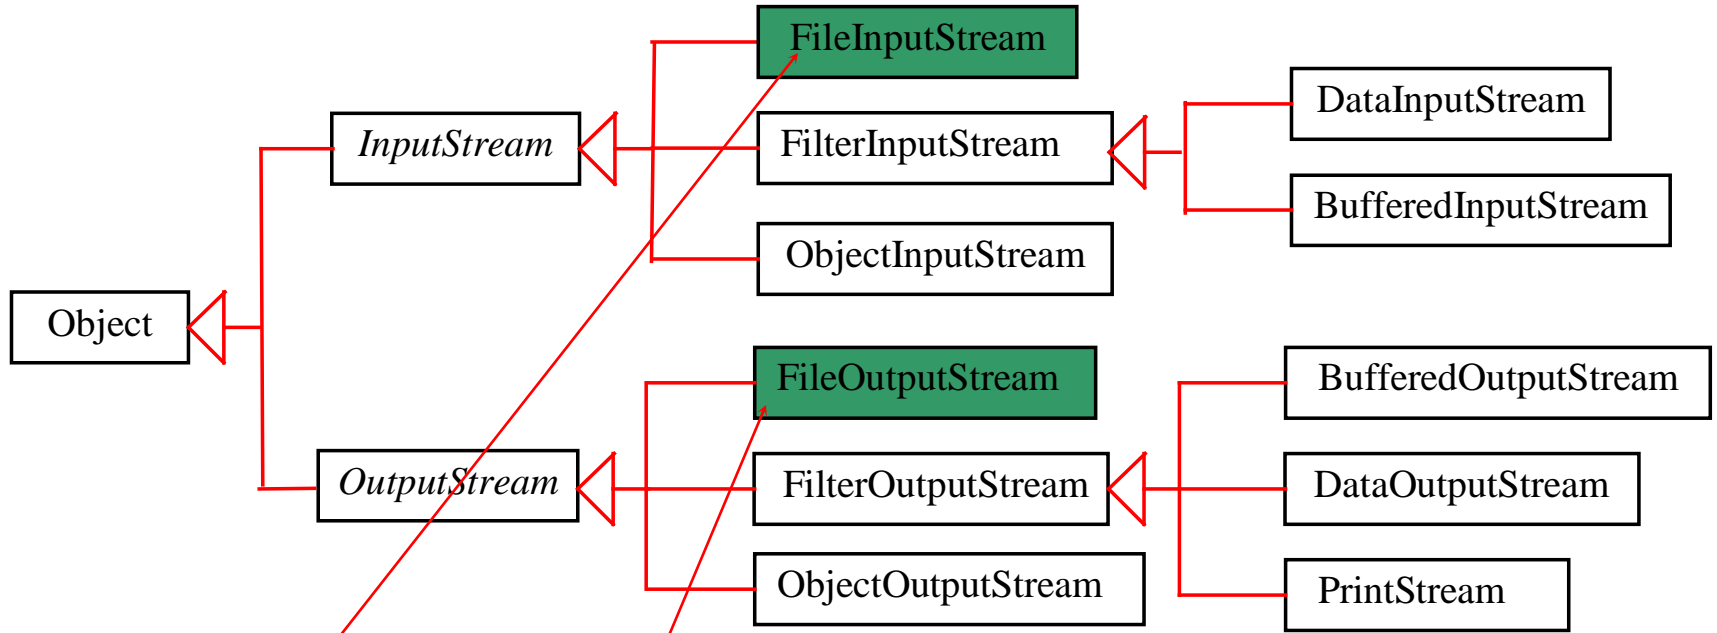 FileInputStream
DataInputStream
InputStream
FilterInputStream
BufferedInputStream
ObjectInputStream
Object
FileOutputStream
BufferedOutputStream
OutputStream
FilterOutputStream
DataOutputStream
ObjectOutputStream
PrintStream